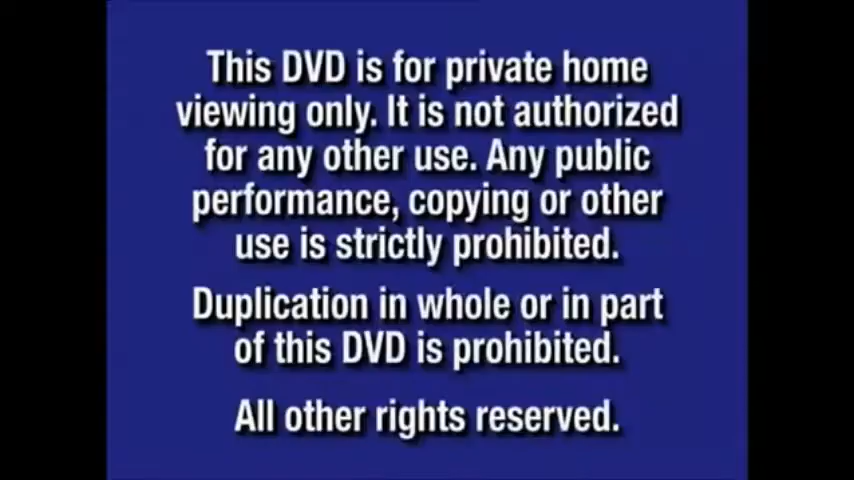 This DVD is for private home
viewing only. It is not authorized
for any other use. Any public
performance, copying or other
use is strictly prohibited.
Duplication in whole or in part
of this DVD is prohibited.
All other rights reserved.